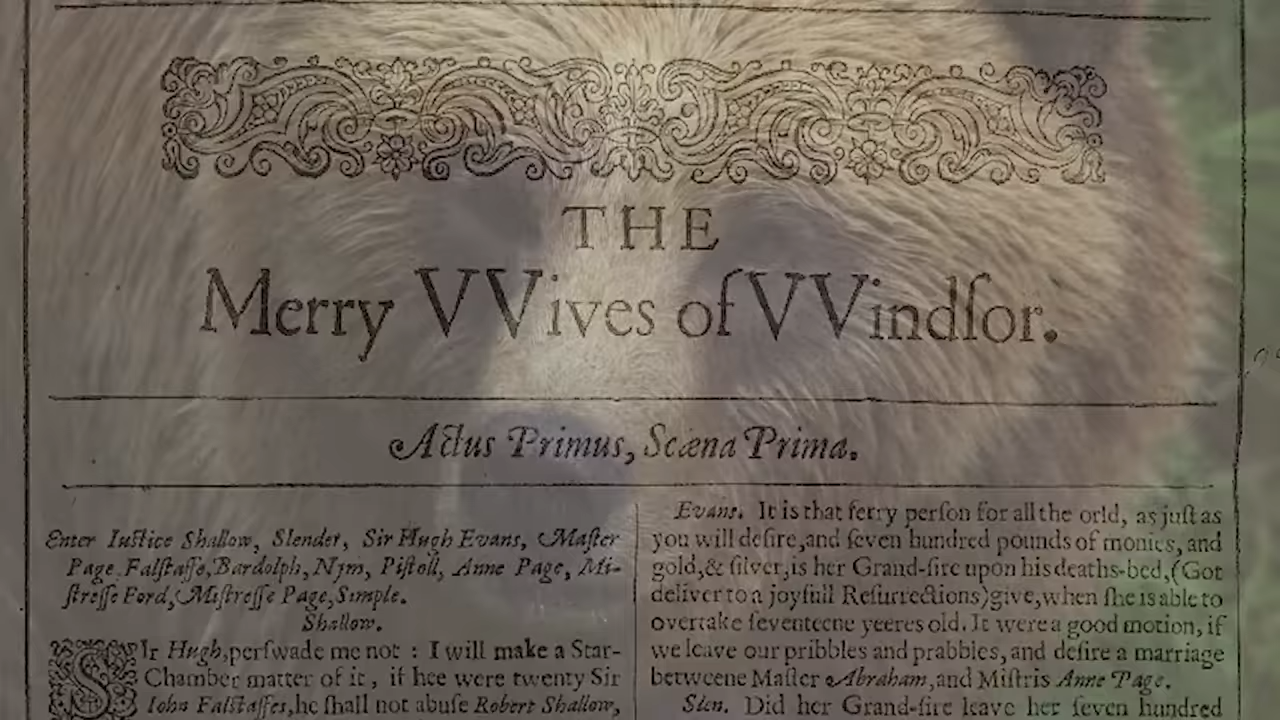 THE
Merry VVives of VVindſor.
Actus Primus, Scæna Prima.
Enter Iuſtice Shallow, Slender, Sir Hugh Evans, Maſter
Page, Falſtaffe, Bardolph, Nym, Piſtoll, Anne Page, Mi-
ſtreſſe Ford, Miſtreſſe Page, Simple.
Shallow.
SIr Hugh, perſwade me not : I will make a Star-
Chamber matter of it, if hee were twenty Sir
Iohn Falſtaffes, he ſhall not abuſe Robert Shallow,
Evans. It is that ferry perſon for all the orld, as juſt as
you will deſire, and ſeven hundred pounds of monies, and
gold, & ſilver, is her Grand-ſire upon his deaths-bed, (Got
deliver to a joyfull Reſurrections) give, when ſhe is able to
overtake ſeventeene yeeres old. It were a good motion, if
we leave our pribbles and prabbles, and deſire a marriage
betweene Maſter Abraham, and Miſtris Anne Page.
Slen. Did her Grand-ſire leave her ſeven hundred